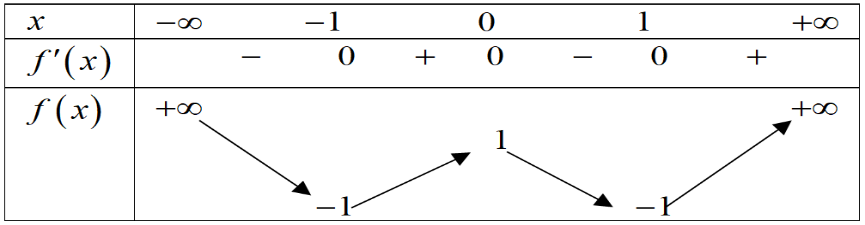 x −∞ −1 0 1 +∞
f′(x) − 0 + 0 − 0 +
f(x) +∞ +∞
1
−1 −1